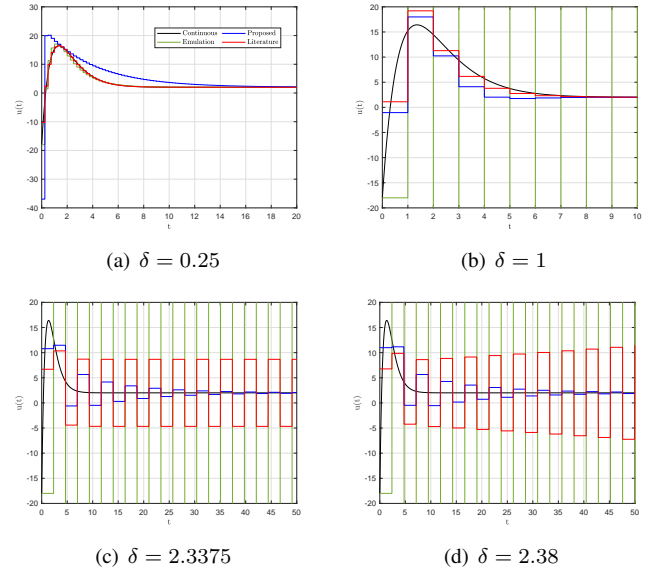 20
10
0
-10
-20
-30
-40
u(t)
Continuous
Emulation
Proposed
Literature
0 2 4 6 8 10 12 14 16 18 20
t
(a) δ = 0.25
20
15
10
5
0
-5
-10
-15
-20
u(t)
0 1 2 3 4 5 6 7 8 9 10
t
(b) δ = 1
20
15
10
5
0
-5
-10
-15
-20
u(t)
0 5 10 15 20 25 30 35 40 45 50
t
(c) δ = 2.3375
20
15
10
5
0
-5
-10
-15
-20
u(t)
0 5 10 15 20 25 30 35 40 45 50
t
(d) δ = 2.38